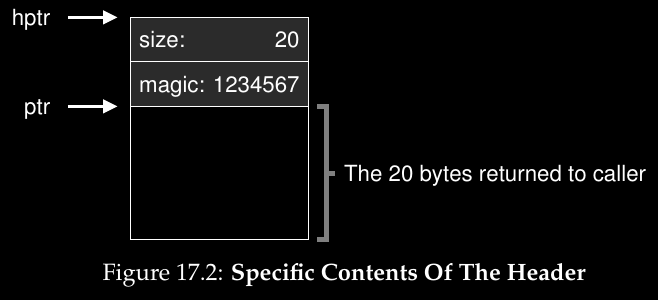 hptr
size: 20
magic: 1234567
ptr
The 20 bytes returned to caller
Figure 17.2: Specific Contents Of The Header